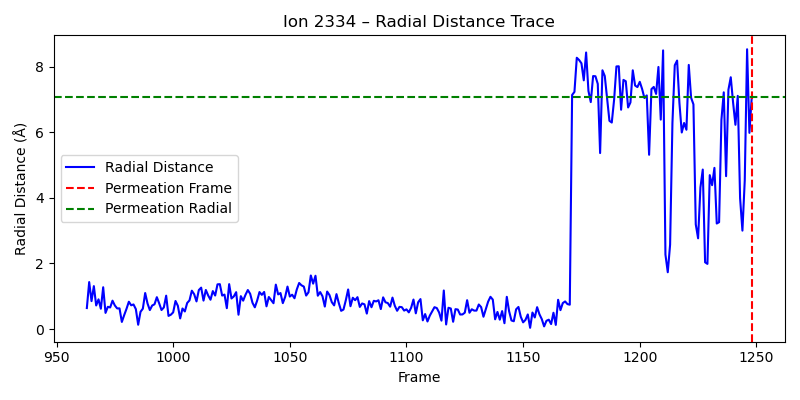 Ion 2334 – Radial Distance Trace
Radial Distance (Å)
8
6
4
2
0
Radial Distance
Permeation Frame
Permeation Radial
950
1000
1050
1100
1150
1200
1250
Frame